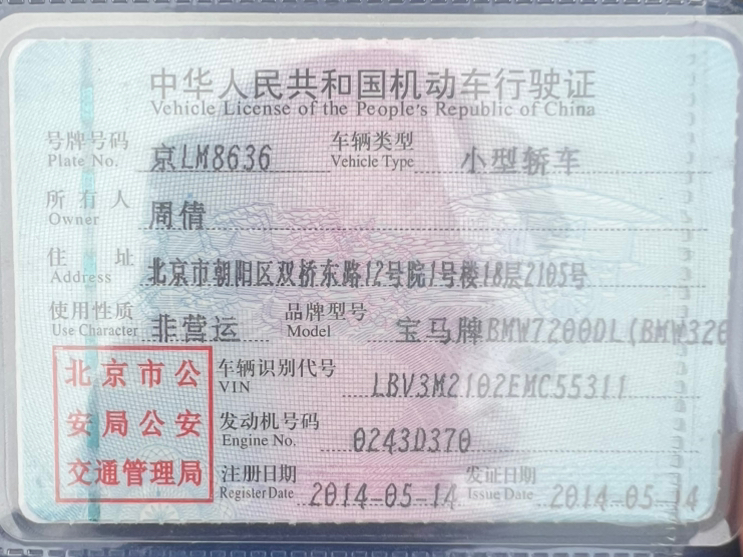 中华人民共和国机动车行驶证
Vehicle License of the People's Republic of China
号牌号码 京LM8636 车辆类型 小型轿车
Plate No. Vehicle Type
所有人 周倩
Owner
住址 北京市朝阳区双桥东路12号院1号楼18层2105号
Address
使用性质 非营运 品牌型号 宝马牌BMW7200DL(BMW320
Use Character Model
北京市公安局公安交通管理局
车辆识别代号 LBV3M2102EMC55311
VIN
发动机号码 0243D370
Engine No.
注册日期 2014-05-14 发证日期 2014-05-14
Register Date Issue Date